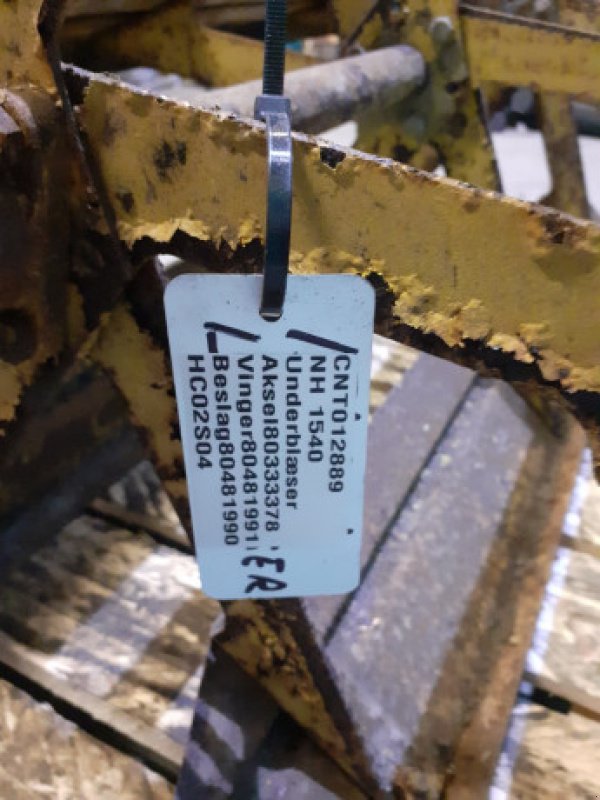 CNT012889
NH 1540
Underblæser
Aksel80333378
Vinger80481991
Beslag80481990
HC02S04
ER